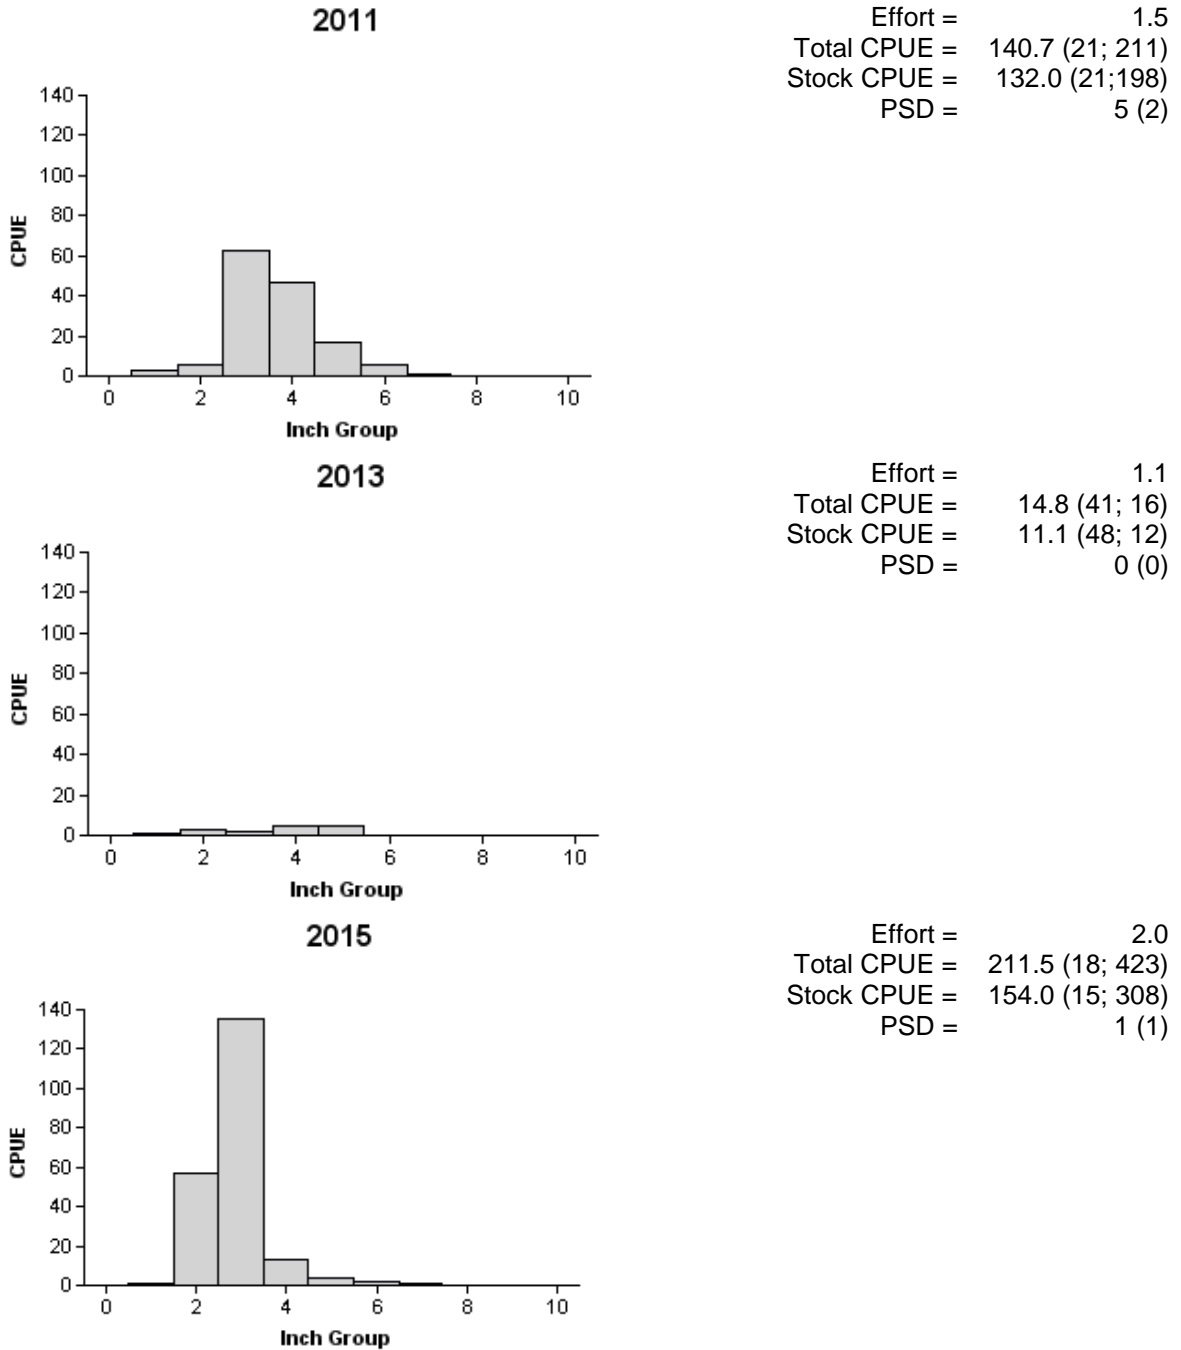 2011
Effort = 1.5
Total CPUE = 140.7 (21; 211)
Stock CPUE = 132.0 (21;198)
PSD = 5 (2)
140
120
100
80
60
40
20
0
CPUE
0 2 4 6 8 10
Inch Group
2013
Effort = 1.1
Total CPUE = 14.8 (41; 16)
Stock CPUE = 11.1 (48; 12)
PSD = 0 (0)
140
120
100
80
60
40
20
0
CPUE
0 2 4 6 8 10
Inch Group
2015
Effort = 2.0
Total CPUE = 211.5 (18; 423)
Stock CPUE = 154.0 (15; 308)
PSD = 1 (1)
140
120
100
80
60
40
20
0
CPUE
0 2 4 6 8 10
Inch Group